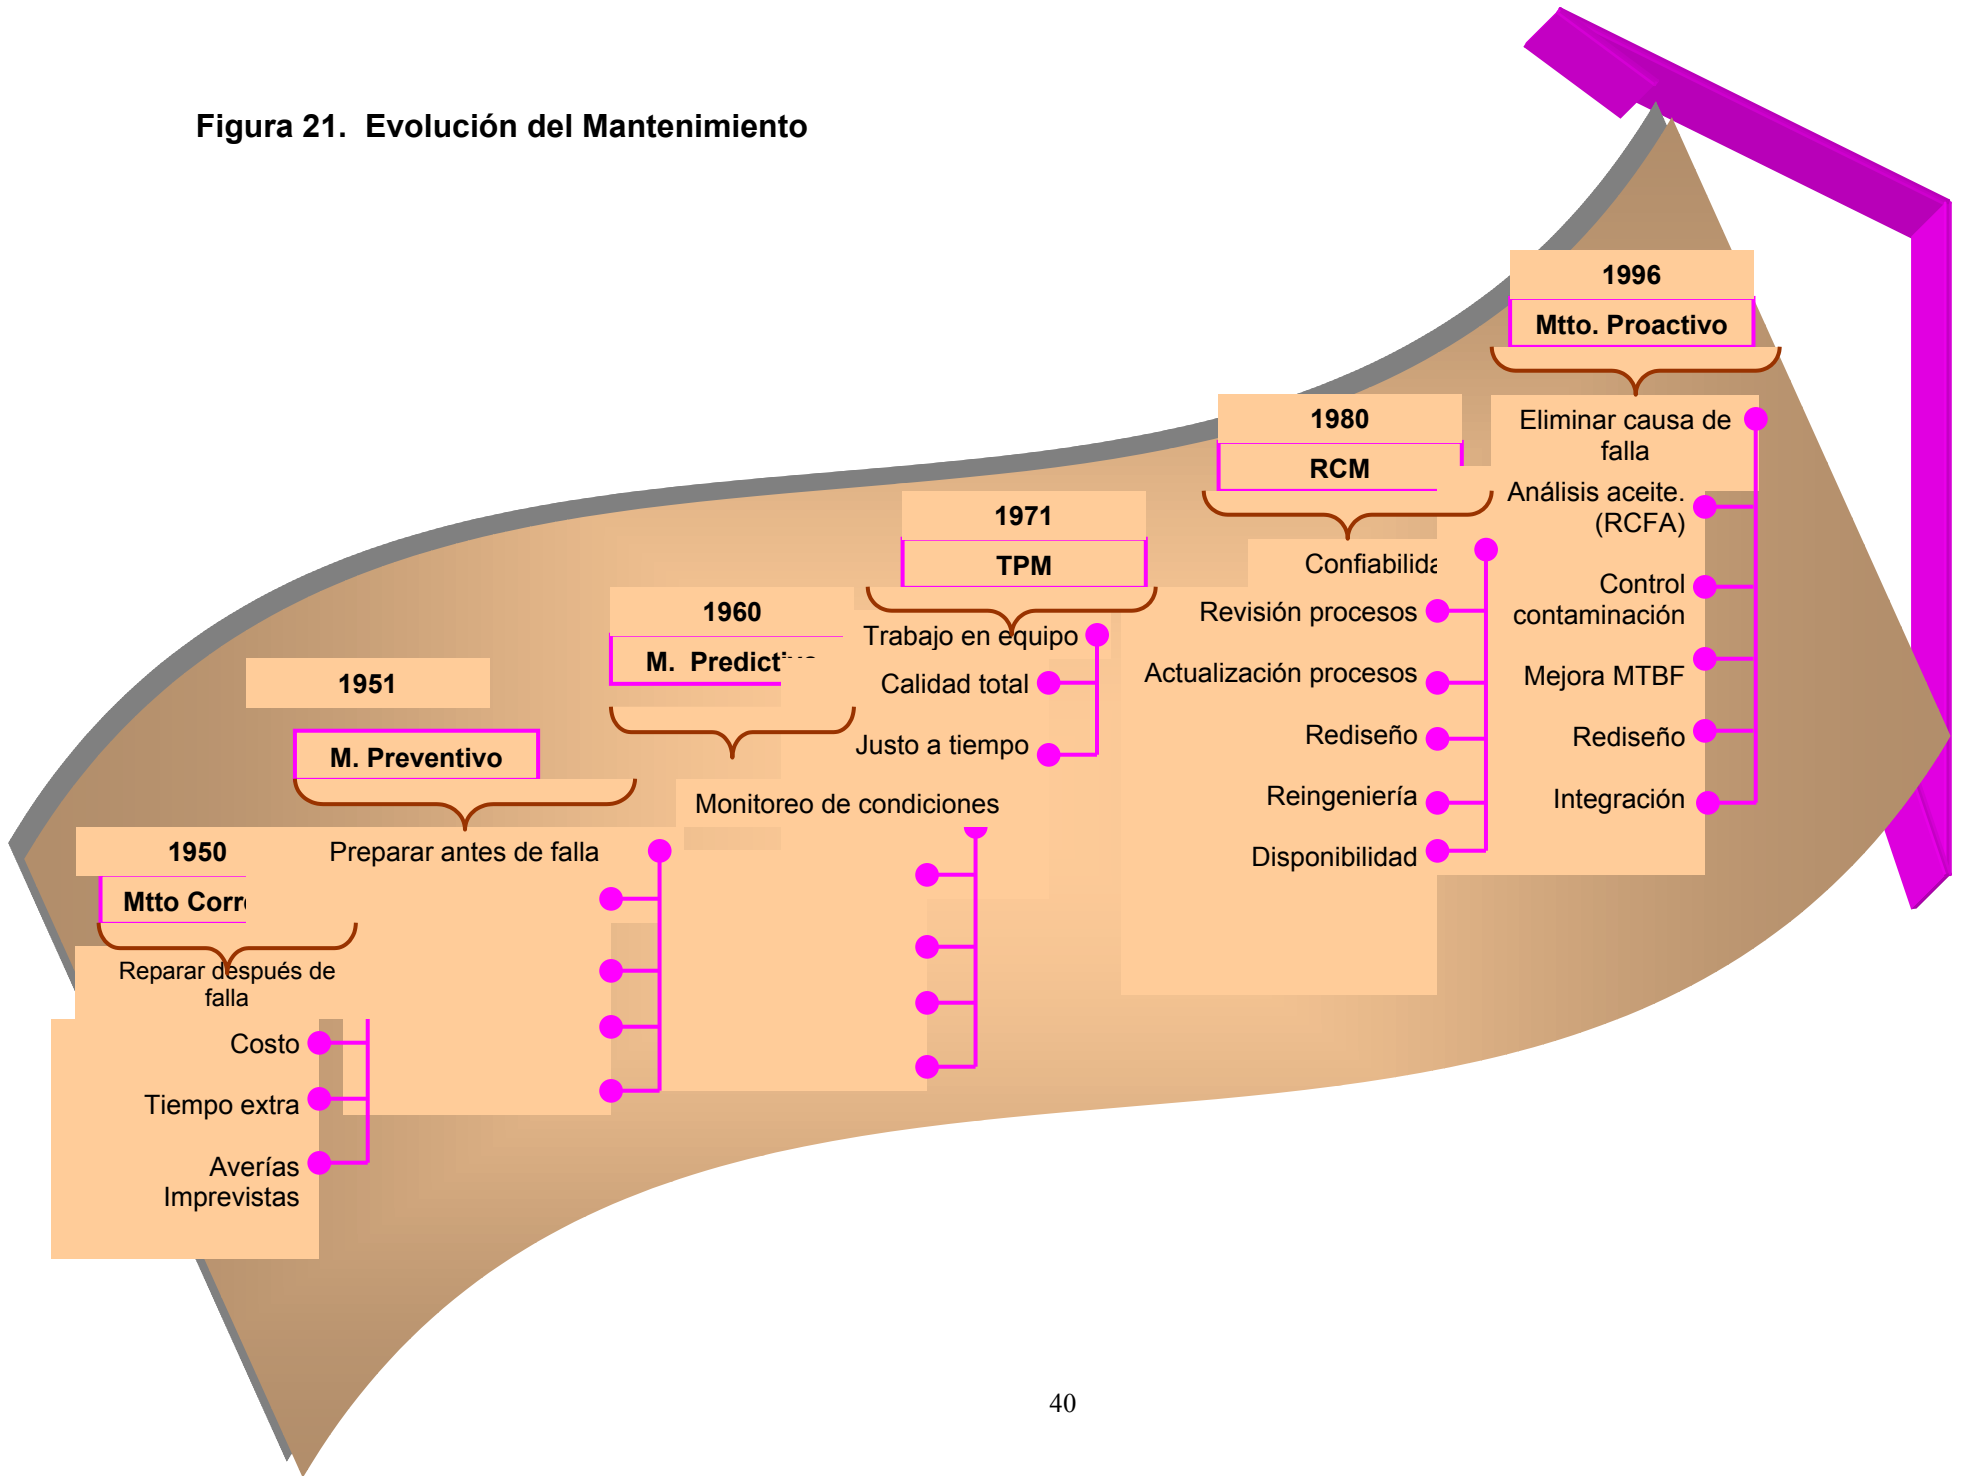 Figura 21. Evolución del Mantenimiento
1950
Mtto Corr
Reparar después de
falla
Costo
Tiempo extra
Averías
Imprevistas
1951
M. Preventivo
Preparar antes de falla
1960
M. Predictivo
Monitoreo de condiciones
1971
TPM
Trabajo en equipo
Calidad total
Justo a tiempo
1980
RCM
Confiabilida
Revisión procesos
Actualización procesos
Rediseño
Reingeniería
Disponibilidad
1996
Mtto. Proactivo
Eliminar causa de
falla
Análisis aceite.
(RCFA)
Control
contaminación
Mejora MTBF
Rediseño
Integración
40